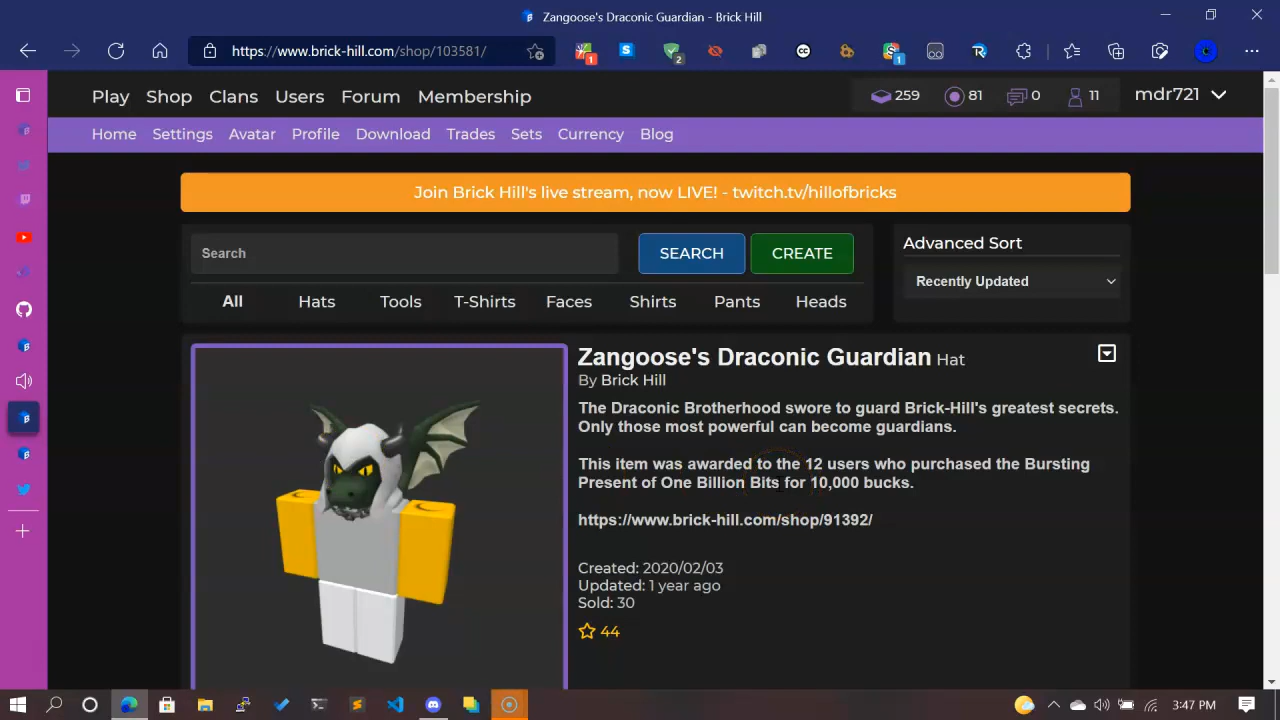 Zangoose's Draconic Guardian - Brick Hill
https://www.brick-hill.com/shop/103581/
1
2
CC
1
Play Shop Clans Users Forum Membership
259 81 0 11 mdr721
Home Settings Avatar Profile Download Trades Sets Currency Blog
Join Brick Hill's live stream, now LIVE! - twitch.tv/hillofbricks
Search SEARCH CREATE
Advanced Sort
Recently Updated
All Hats Tools T-Shirts Faces Shirts Pants Heads
Zangoose's Draconic Guardian Hat
By Brick Hill
The Draconic Brotherhood swore to guard Brick-Hill's greatest secrets.
Only those most powerful can become guardians.
This item was awarded to the 12 users who purchased the Bursting
Present of One Billion Bits for 10,000 bucks.
https://www.brick-hill.com/shop/91392/
Created: 2020/02/03
Updated: 1 year ago
Sold: 30
44
3:47 PM